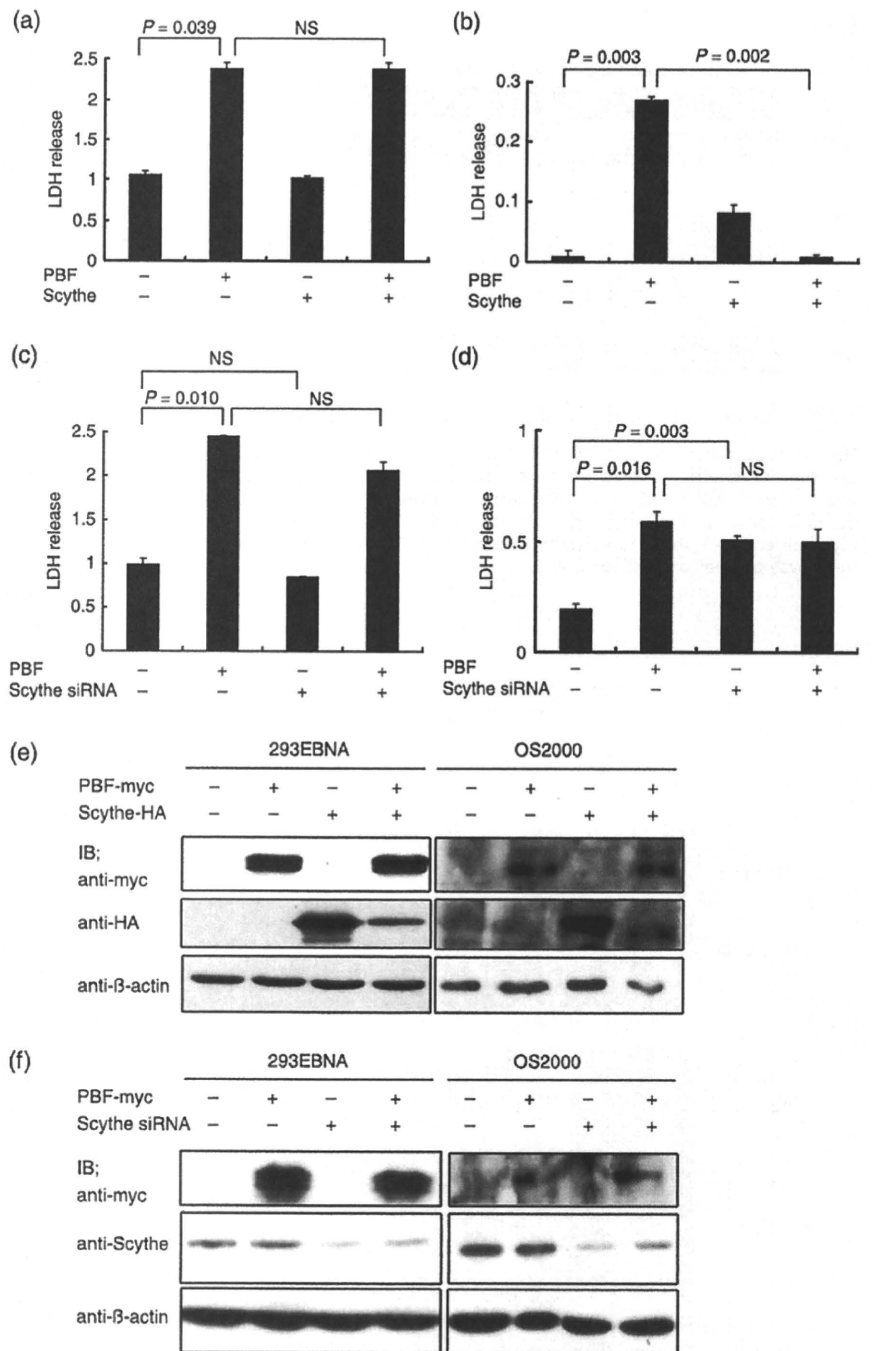 (a)
P = 0.039
NS
2.5
2
1.5
1
0.5
0
LDH release
PBF
– + – +
Scythe
– – + +
(b)
P = 0.003
P = 0.002
0.3
0.2
0.1
0
LDH release
PBF
– + – +
Scythe
– – + +
(c)
NS
P = 0.010
NS
2.5
2
1.5
1
0.5
0
LDH release
PBF
– + – +
Scythe siRNA
– – + +
(d)
P = 0.003
P = 0.016
NS
1
0.5
0
LDH release
PBF
– + – +
Scythe siRNA
– – + +
(e)
293EBNA
OS2000
PBF-myc
– + – + – + – +
Scythe-HA
– – + + – – + +
IB;
anti-myc
anti-HA
anti-β-actin
(f)
293EBNA
OS2000
PBF-myc
– + – + – + – +
Scythe siRNA
– – + + – – + +
IB;
anti-myc
anti-Scythe
anti-β-actin